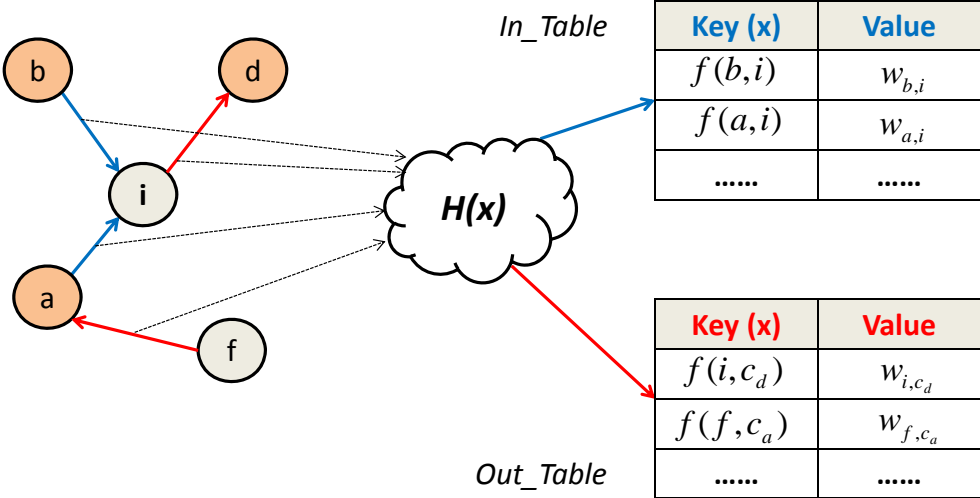 b
d
i
a
f
H(x)
In_Table
Key (x) Value
f(b,i) w_{b,i}
f(a,i) w_{a,i}
...... ......
Key (x) Value
f(i,c_d) w_{i,c_d}
f(f,c_a) w_{f,c_a}
...... ......
Out_Table